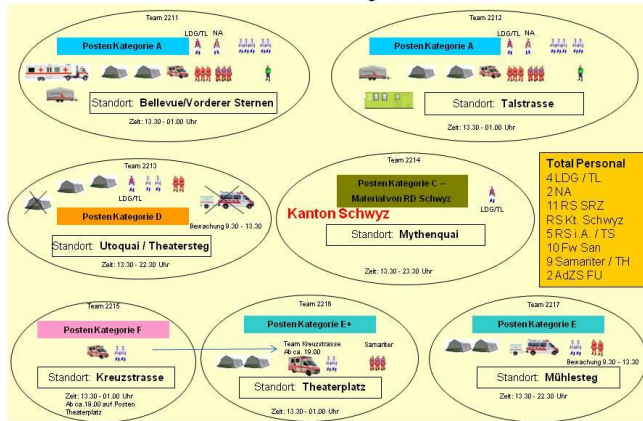 Team 2211
Posten Kategorie A
LDG/TL
NA
Standort: Bellevue/Vorderer Sternen
Zeit: 13.30 - 01.00 Uhr
Team 2212
Posten Kategorie A
LDG/TL
NA
Standort: Talstrasse
Zeit: 13.30 - 01.00 Uhr
Team 2213
LDG/TL
Posten Kategorie D
Bewachung 9.30 - 13.30
Standort: Utoquai / Theatersteg
Zeit: 13.30 - 22.30 Uhr
Team 2214
Posten Kategorie C –
Material von RD Schwyz
LDG/TL
Kanton Schwyz
Standort: Mythenquai
Zeit: 13.30 - 23.30 Uhr
Total Personal
4 LDG / TL
2 NA
11 RS SRZ
RS Kt. Schwyz
5 RS i.A. / TS
10 Fw San
9 Samariter / TH
2 AdZS FU
Team 2215
Posten Kategorie F
Standort: Kreuzstrasse
Zeit: 13.30 - 01.00 Uhr
Ab ca. 19.00 auf Posten
Theaterplatz
Team 2216
Posten Kategorie E+
Team Kreuzstrasse
Ab ca. 19.00
Samariter
Standort: Theaterplatz
Zeit: 13.30 - 01.00 Uhr
Team 2217
Posten Kategorie E
Bewachung 9.30 - 13.30
Standort: Mühlesteg
Zeit: 13.30 - 22.30 Uhr